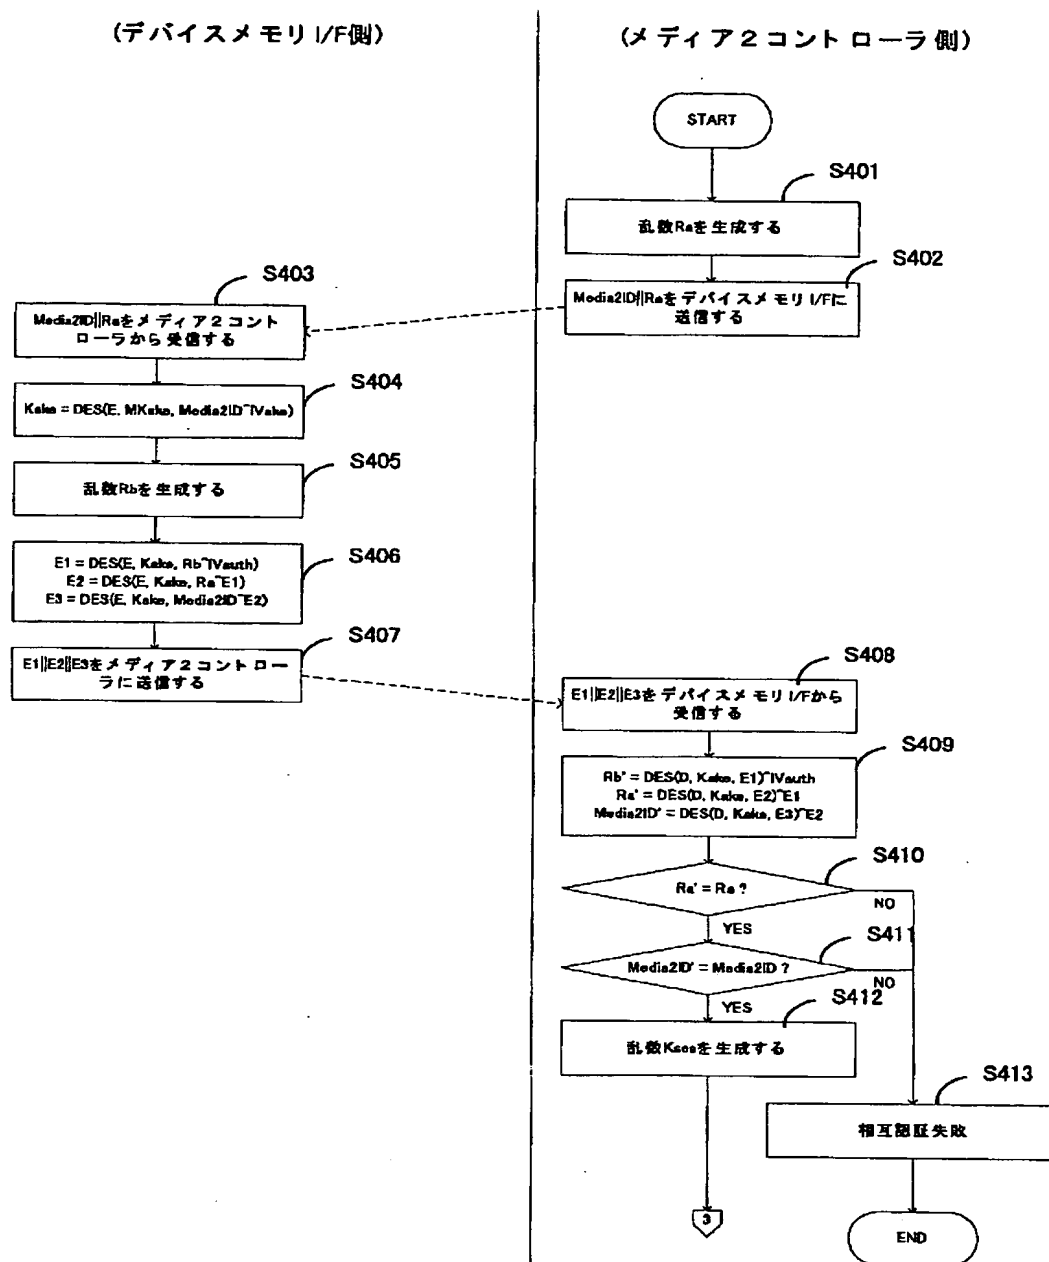 (デバイスメモリI/F側)
(メディア2コントローラ側)
START
S401
乱数Raを生成する
S402
Media2ID||RaをデバイスメモリI/Fに
送信する
S403
Media2ID||Raをメディア2コント
ローラから受信する
S404
Kake = DES(E, MKake, Media2ID^IVake)
S405
乱数Rbを生成する
S406
E1 = DES(E, Kake, Rb^IVauth)
E2 = DES(E, Kake, Ra^E1)
E3 = DES(E, Kake, Media2ID^E2)
S407
E1||E2||E3をメディア2コントロー
ラに送信する
S408
E1||E2||E3をデバイスメモリI/Fから
受信する
S409
Rb' = DES(D, Kake, E1)^IVauth
Ra' = DES(D, Kake, E2)^E1
Media2ID' = DES(D, Kake, E3)^E2
S410
Ra' = Ra ?
NO
YES
S411
Media2ID' = Media2ID ?
NO
YES
S412
乱数Ksesを生成する
S413
相互認証失敗
3
END